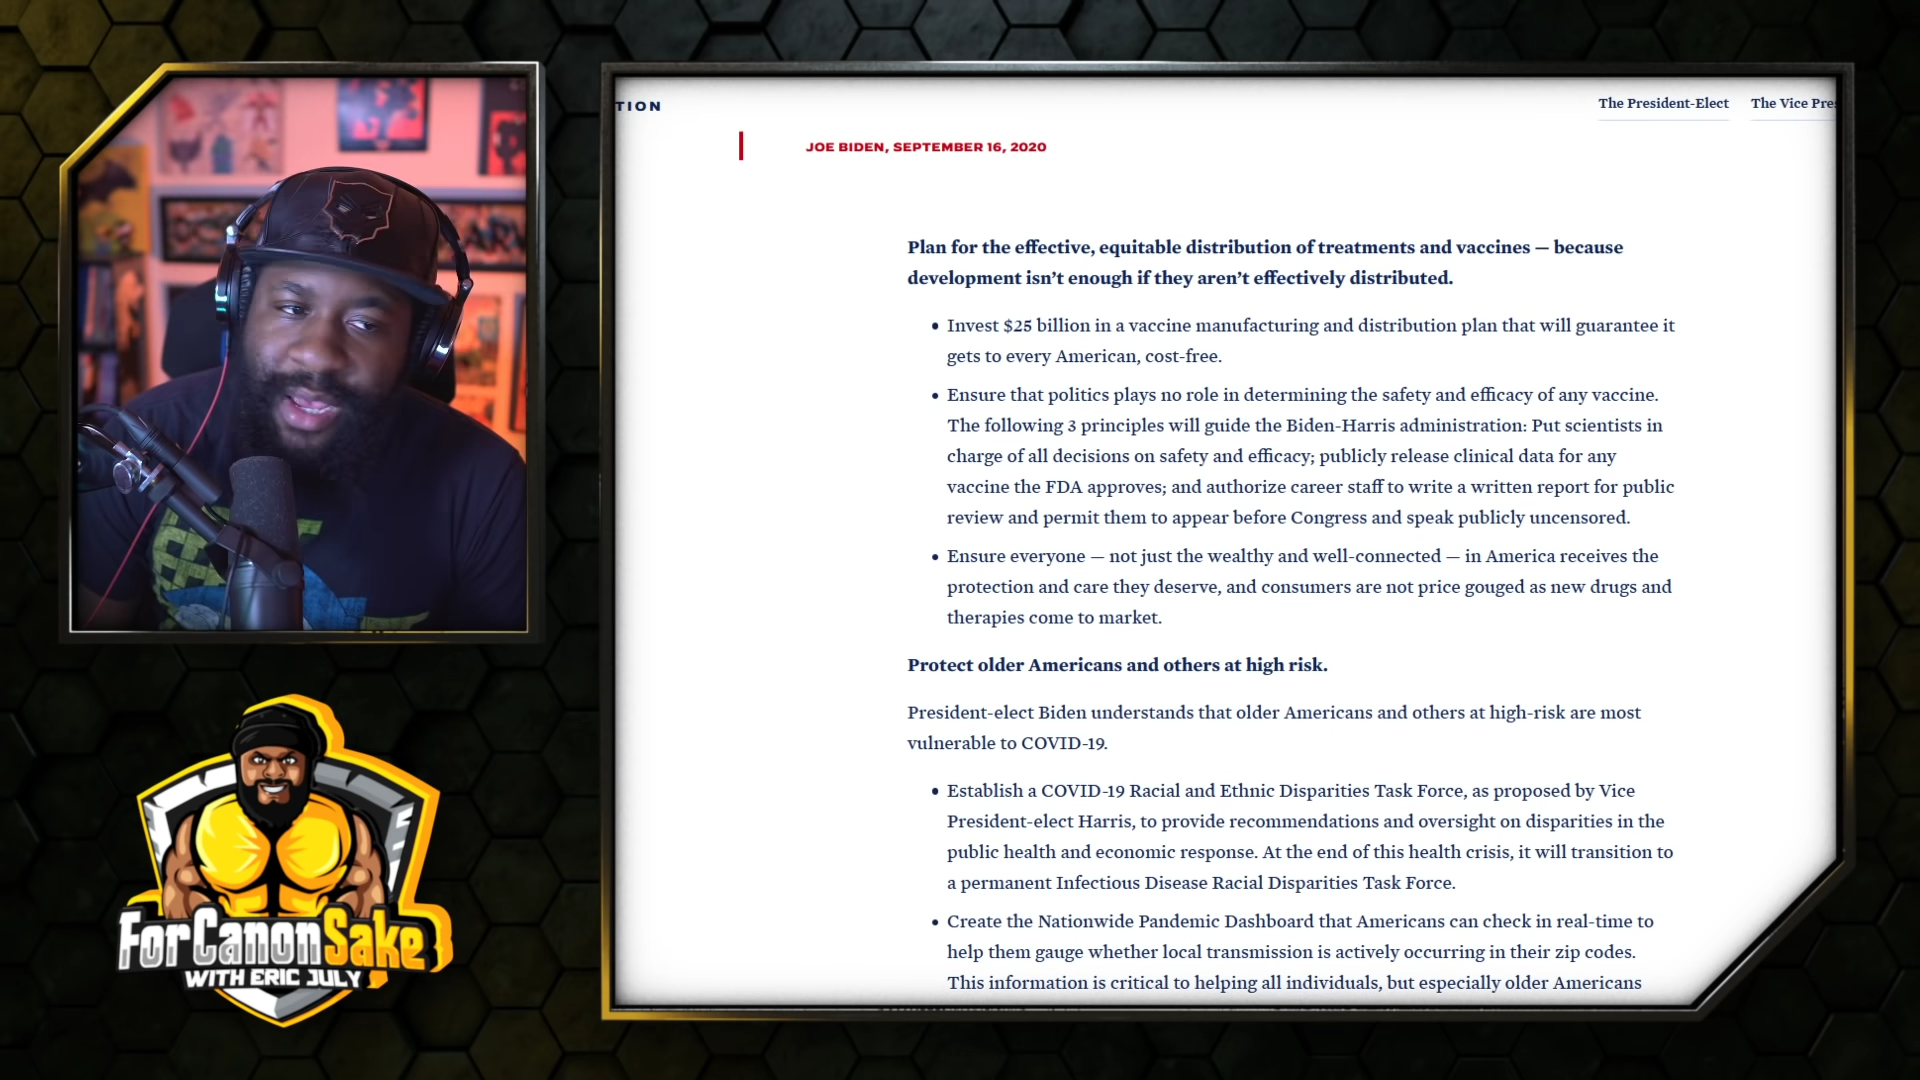 TION
The President-Elect
The Vice Pres
JOE BIDEN, SEPTEMBER 16, 2020
Plan for the effective, equitable distribution of treatments and vaccines — because
development isn’t enough if they aren’t effectively distributed.
• Invest $25 billion in a vaccine manufacturing and distribution plan that will guarantee it
gets to every American, cost-free.
• Ensure that politics plays no role in determining the safety and efficacy of any vaccine.
The following 3 principles will guide the Biden-Harris administration: Put scientists in
charge of all decisions on safety and efficacy; publicly release clinical data for any
vaccine the FDA approves; and authorize career staff to write a written report for public
review and permit them to appear before Congress and speak publicly uncensored.
• Ensure everyone — not just the wealthy and well-connected — in America receives the
protection and care they deserve, and consumers are not price gouged as new drugs and
therapies come to market.
Protect older Americans and others at high risk.
President-elect Biden understands that older Americans and others at high-risk are most
vulnerable to COVID-19.
• Establish a COVID-19 Racial and Ethnic Disparities Task Force, as proposed by Vice
President-elect Harris, to provide recommendations and oversight on disparities in the
public health and economic response. At the end of this health crisis, it will transition to
a permanent Infectious Disease Racial Disparities Task Force.
• Create the Nationwide Pandemic Dashboard that Americans can check in real-time to
help them gauge whether local transmission is actively occurring in their zip codes.
This information is critical to helping all individuals, but especially older Americans
ForCanonSake
WITH ERIC JULY